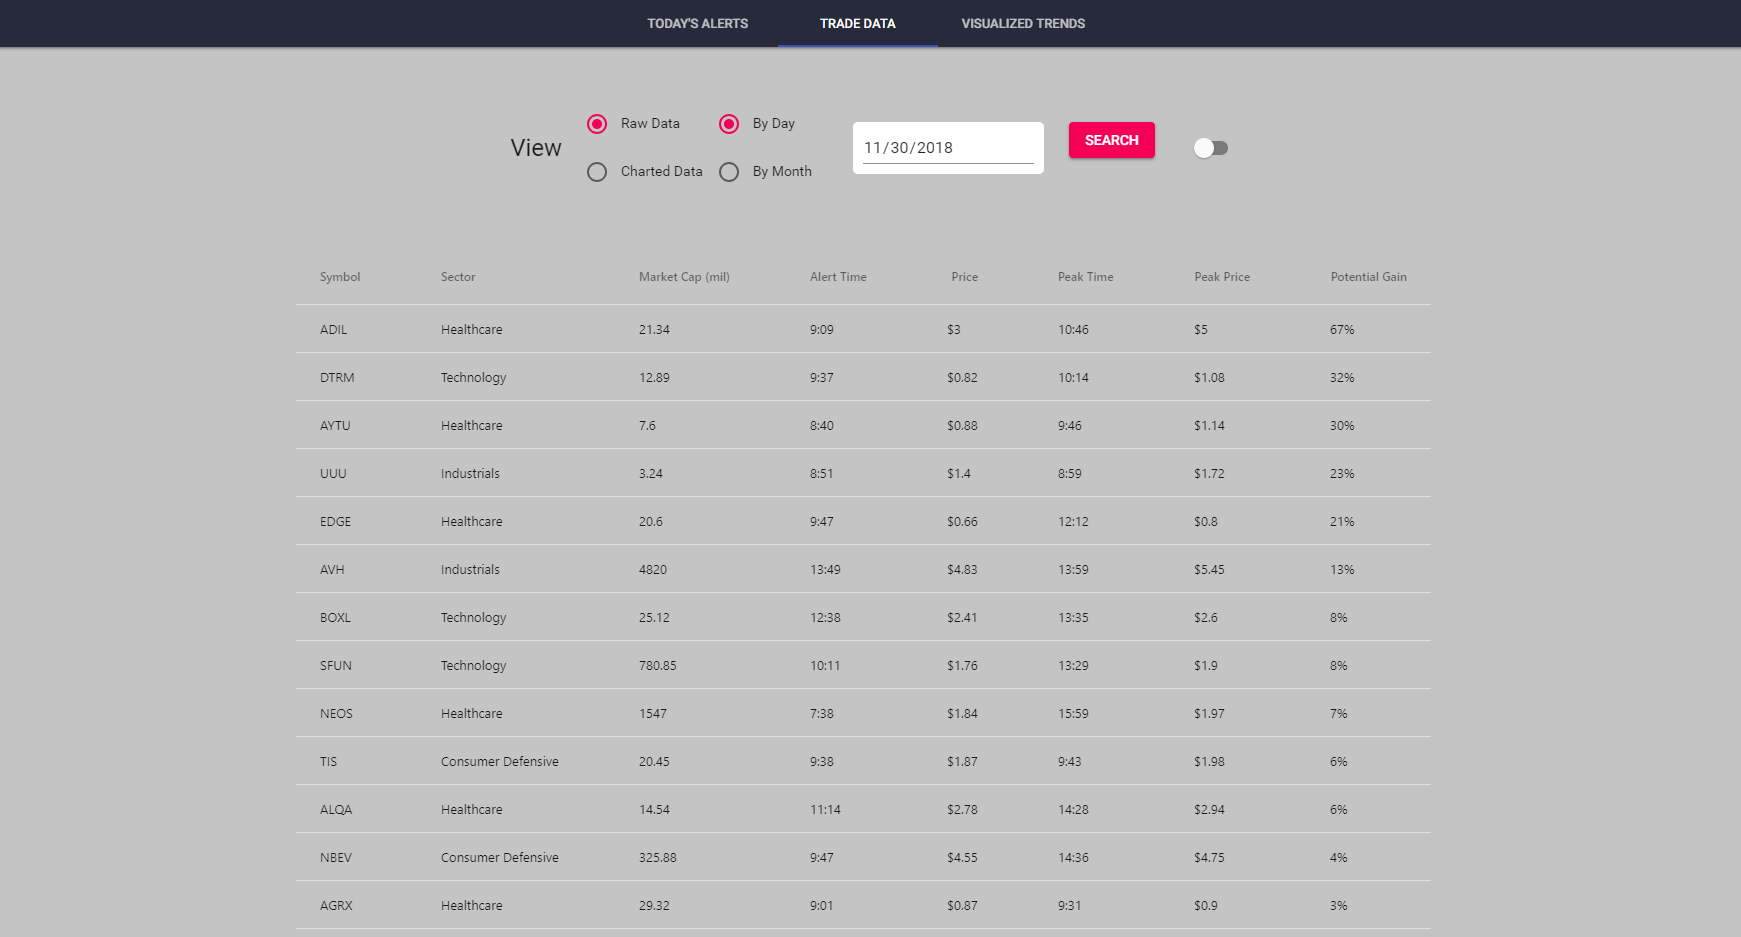 TODAY'S ALERTS TRADE DATA VISUALIZED TRENDS
View
Raw Data By Day
Charted Data By Month
11/30/2018
SEARCH
Symbol Sector Market Cap (mil) Alert Time Price Peak Time Peak Price Potential Gain
ADIL Healthcare 21.34 9:09 $3 10:46 $5 67%
DTRM Technology 12.89 9:37 $0.82 10:14 $1.08 32%
AYTU Healthcare 7.6 8:40 $0.88 9:46 $1.14 30%
UUU Industrials 3.24 8:51 $1.4 8:59 $1.72 23%
EDGE Healthcare 20.6 9:47 $0.66 12:12 $0.8 21%
AVH Industrials 4820 13:49 $4.83 13:59 $5.45 13%
BOXL Technology 25.12 12:38 $2.41 13:35 $2.6 8%
SFUN Technology 780.85 10:11 $1.76 13:29 $1.9 8%
NEOS Healthcare 1547 7:38 $1.84 15:59 $1.97 7%
TIS Consumer Defensive 20.45 9:38 $1.87 9:43 $1.98 6%
ALQA Healthcare 14.54 11:14 $2.78 14:28 $2.94 6%
NBEV Consumer Defensive 325.88 9:47 $4.55 14:36 $4.75 4%
AGRX Healthcare 29.32 9:01 $0.87 9:31 $0.9 3%